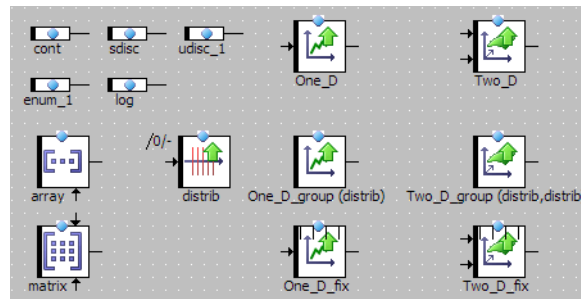 cont sdisc udisc_1
One_D Two_D
enum_1 log
/0/-
array distrib One_D_group (distrib) Two_D_group (distrib,distrib
matrix One_D_fix Two_D_fix